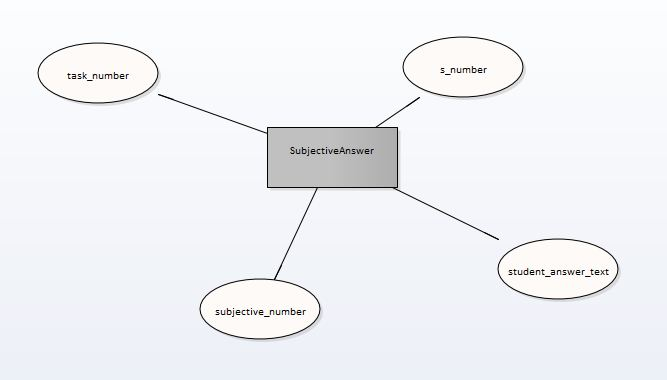 task_number
s_number
SubjectiveAnswer
student_answer_text
subjective_number